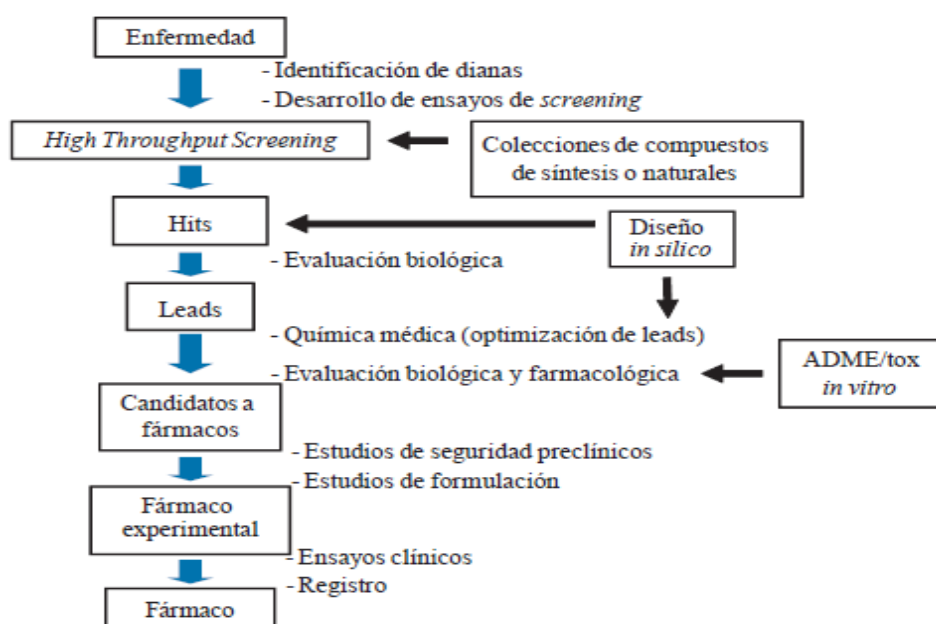 Enfermedad
- Identificación de dianas
- Desarrollo de ensayos de screening
High Throughput Screening
Colecciones de compuestos
de síntesis o naturales
Hits
Diseño
in silico
- Evaluación biológica
Leads
- Química médica (optimización de leads)
- Evaluación biológica y farmacológica
ADME/tox
in vitro
Candidatos a
fármacos
- Estudios de seguridad preclínicos
- Estudios de formulación
Fármaco
experimental
- Ensayos clínicos
- Registro
Fármaco